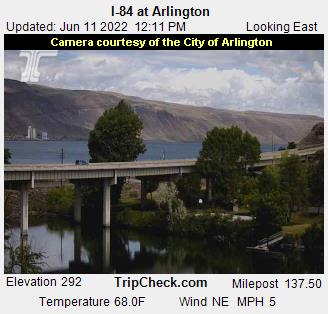 I-84 at Arlington
Updated: Jun 11 2022 12:11 PM Looking East
Camera courtesy of the City of Arlington
Elevation 292 TripCheck.com Milepost 137.50
Temperature 68.0F Wind NE MPH 5